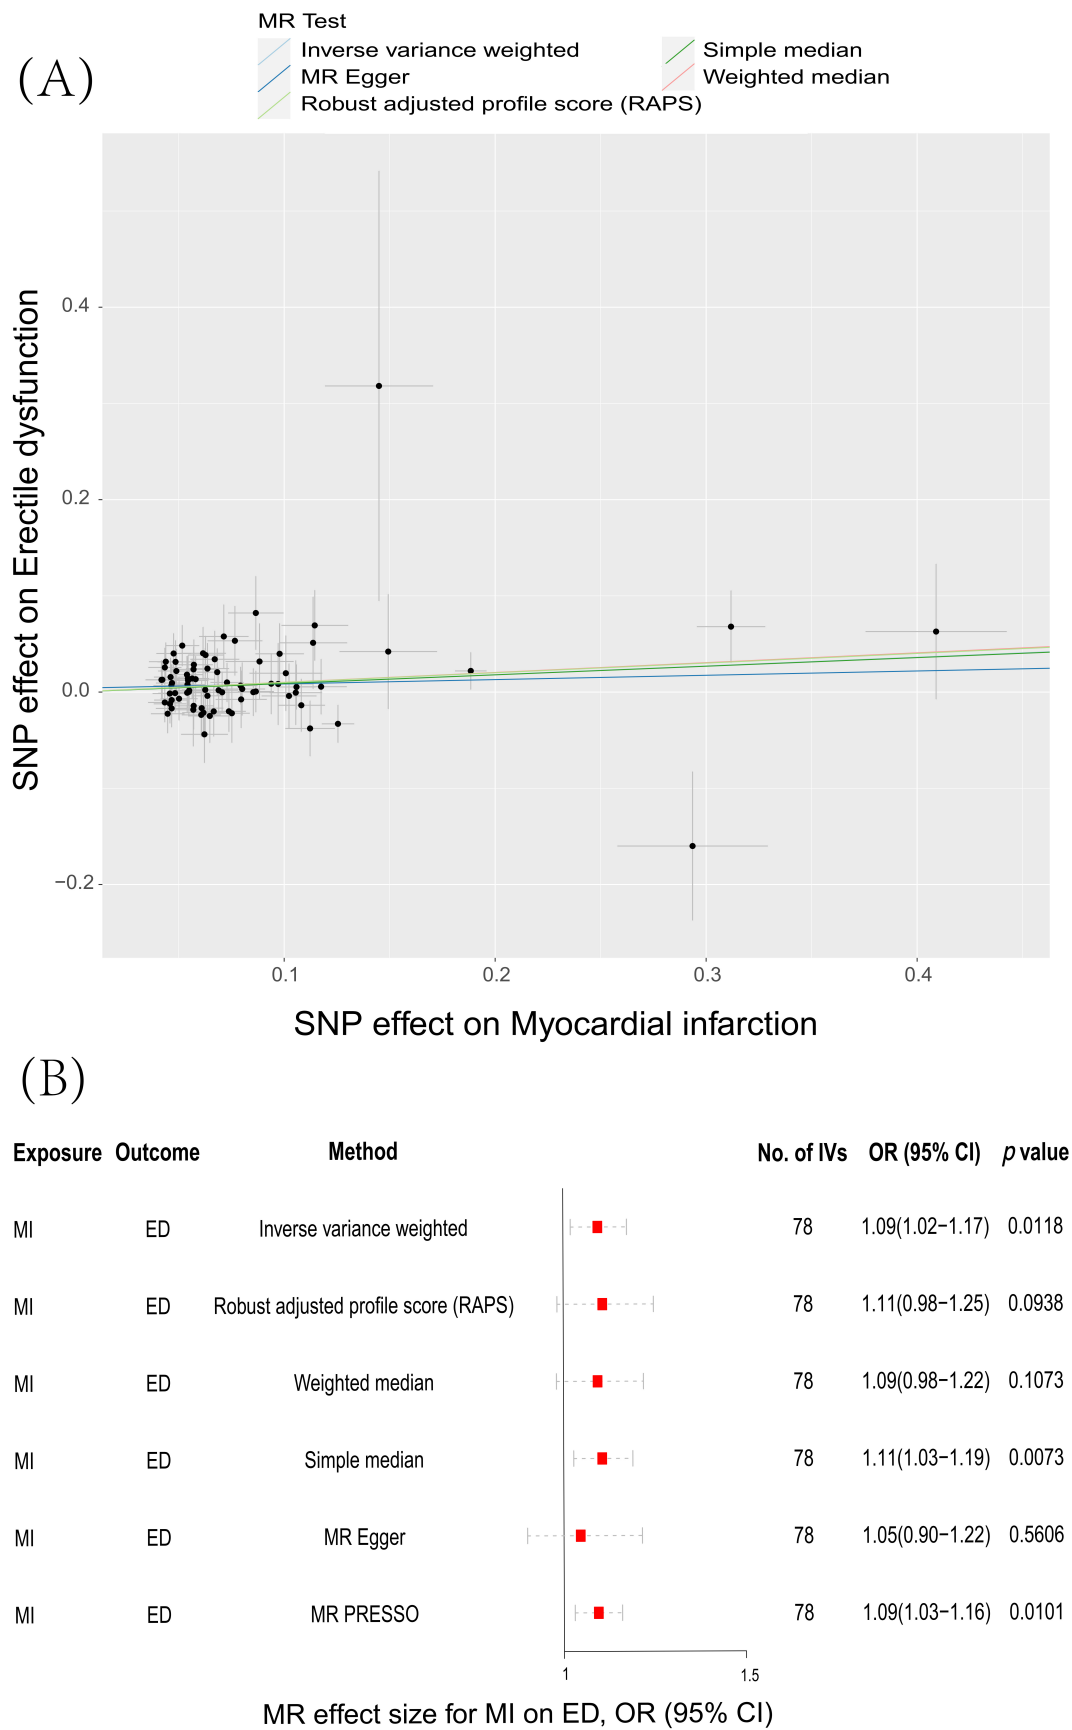 (A)
MR Test
Inverse variance weighted
MR Egger
Robust adjusted profile score (RAPS)
Simple median
Weighted median
SNP effect on Erectile dysfunction
0.4
0.2
0.0
−0.2
0.1
0.2
0.3
0.4
SNP effect on Myocardial infarction
(B)
Exposure Outcome Method No. of IVs OR (95% CI) p value
MI ED Inverse variance weighted 78 1.09(1.02−1.17) 0.0118
MI ED Robust adjusted profile score (RAPS) 78 1.11(0.98−1.25) 0.0938
MI ED Weighted median 78 1.09(0.98−1.22) 0.1073
MI ED Simple median 78 1.11(1.03−1.19) 0.0073
MI ED MR Egger 78 1.05(0.90−1.22) 0.5606
MI ED MR PRESSO 78 1.09(1.03−1.16) 0.0101
1 1.5
MR effect size for MI on ED, OR (95% CI)